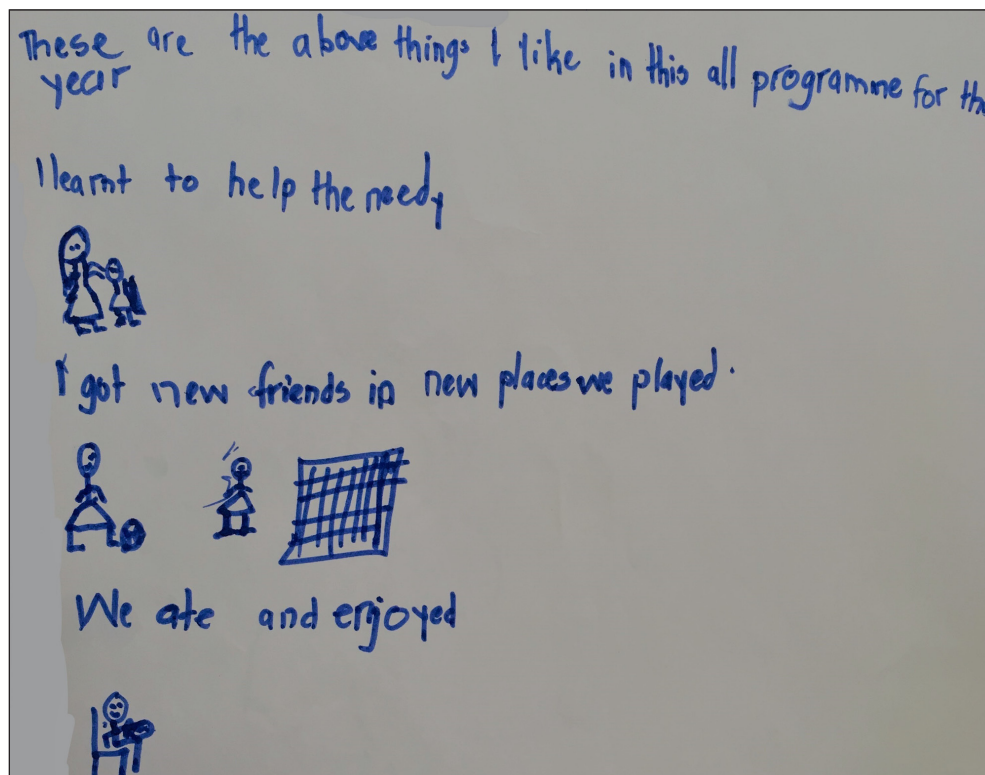 These are the above things I like in this all programme for the
year
I learnt to help the needy
I got new friends in new places we played.
We ate and enjoyed